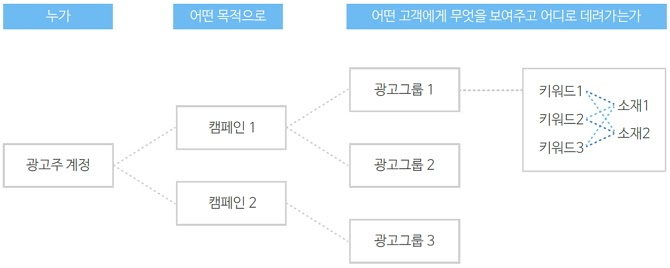 누가
어떤 목적으로
어떤 고객에게 무엇을 보여주고 어디로 데려가는가
광고주 계정
캠페인 1
캠페인 2
광고그룹 1
광고그룹 2
광고그룹 3
키워드1
키워드2
키워드3
소재1
소재2